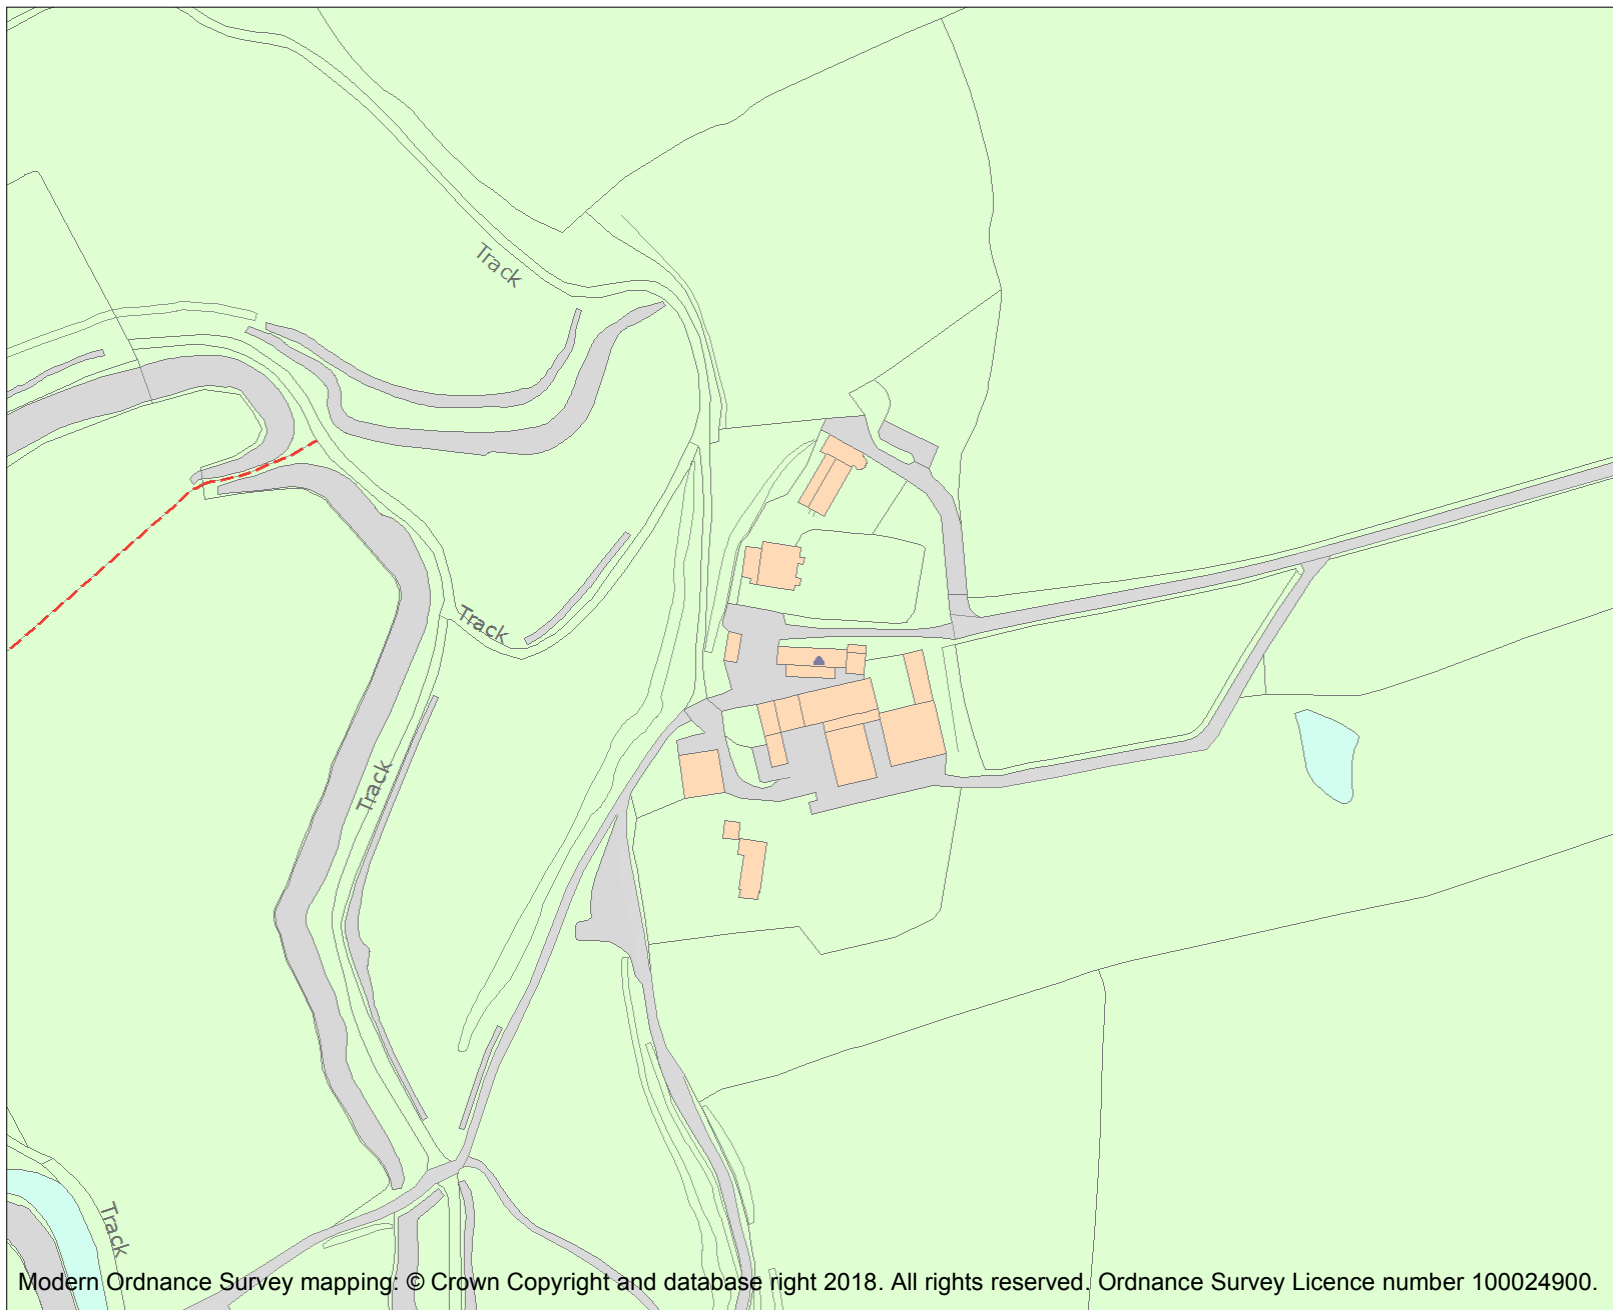 Track
Track
Track
Track
Modern Ordnance Survey mapping: © Crown Copyright and database right 2018. All rights reserved. Ordnance Survey Licence number 100024900.